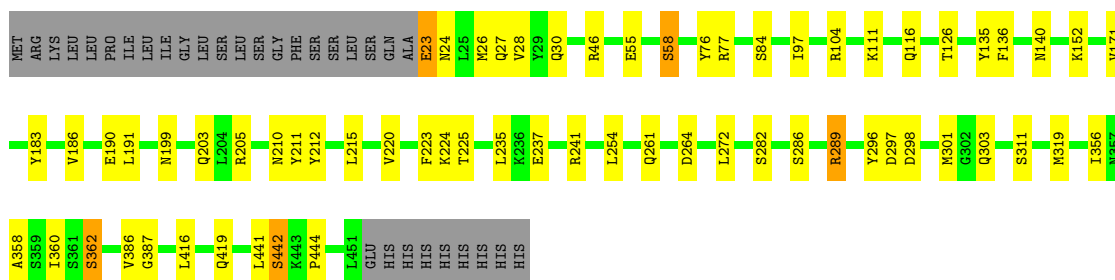 MET ARG LYS LEU LEU PRO ILE LEU ILE GLY LEU SER LEU SER GLY PHE SER SER LEU SER GLN ALA E23 N24 L25 M26 Q27 V28 Y29 Q30 R46 E55 S58 Y76 R77 S84 I97 R104 K111 Q116 T126 Y135 F136 N140 K152
Y183 V186 E190 L191 N199 Q203 L204 R205 N210 Y211 Y212 L215 V220 F223 K224 T225 L235 K236 E237 R241 L254 Q261 D264 L272 S282 S286 R289 Y296 D297 D298 M301 G302 Q303 S311 M319 I356 N357
A358 S359 I360 S361 S362 V386 G387 L416 Q419 L441 S442 K443 P444 L451 GLU HIS HIS HIS HIS HIS HIS HIS HIS